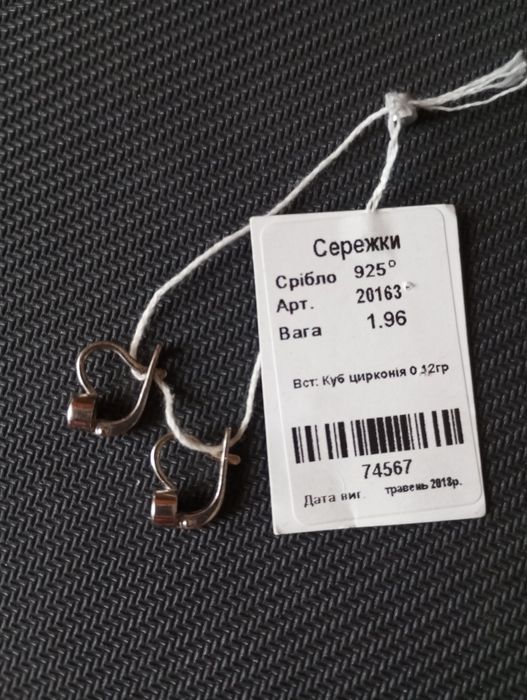 Сережки
Срібло 925°
Арт. 20163
Вага 1.96
Вст: Куб цирконія 0.12гр
74567
Дата виг. травень 2018р.